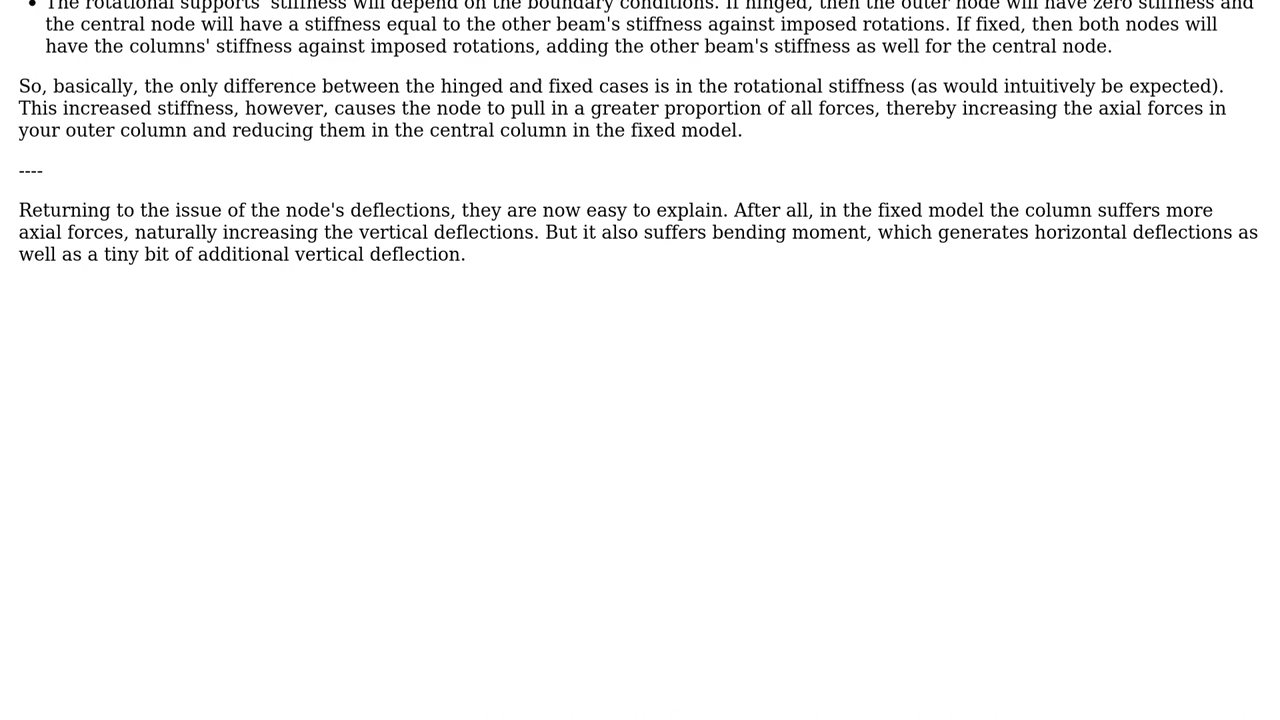 • The rotational supports' stiffness will depend on the boundary conditions. If hinged, then the outer node will have zero stiffness and
the central node will have a stiffness equal to the other beam's stiffness against imposed rotations. If fixed, then both nodes will
have the columns' stiffness against imposed rotations, adding the other beam's stiffness as well for the central node.
So, basically, the only difference between the hinged and fixed cases is in the rotational stiffness (as would intuitively be expected).
This increased stiffness, however, causes the node to pull in a greater proportion of all forces, thereby increasing the axial forces in
your outer column and reducing them in the central column in the fixed model.
----
Returning to the issue of the node's deflections, they are now easy to explain. After all, in the fixed model the column suffers more
axial forces, naturally increasing the vertical deflections. But it also suffers bending moment, which generates horizontal deflections as
well as a tiny bit of additional vertical deflection.